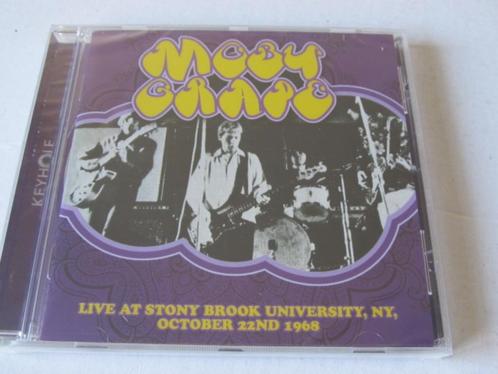 MOBY
GRAPE
KEYHOLE
LIVE AT STONY BROOK UNIVERSITY, NY,
OCTOBER 22ND 1968